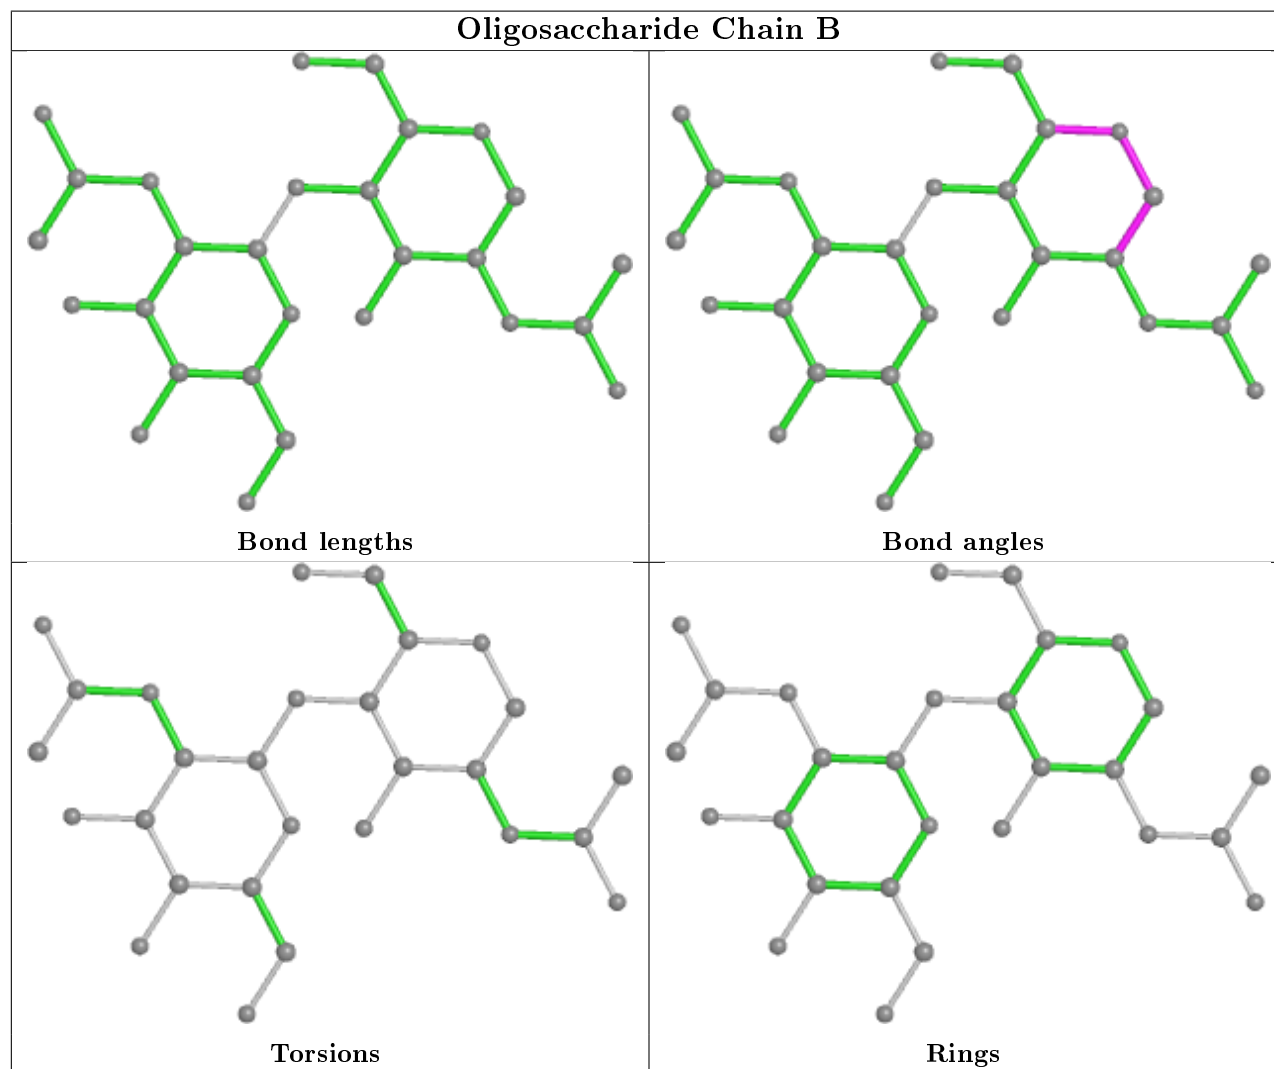 Oligosaccharide Chain B
Bond lengths
Bond angles
Torsions
Rings